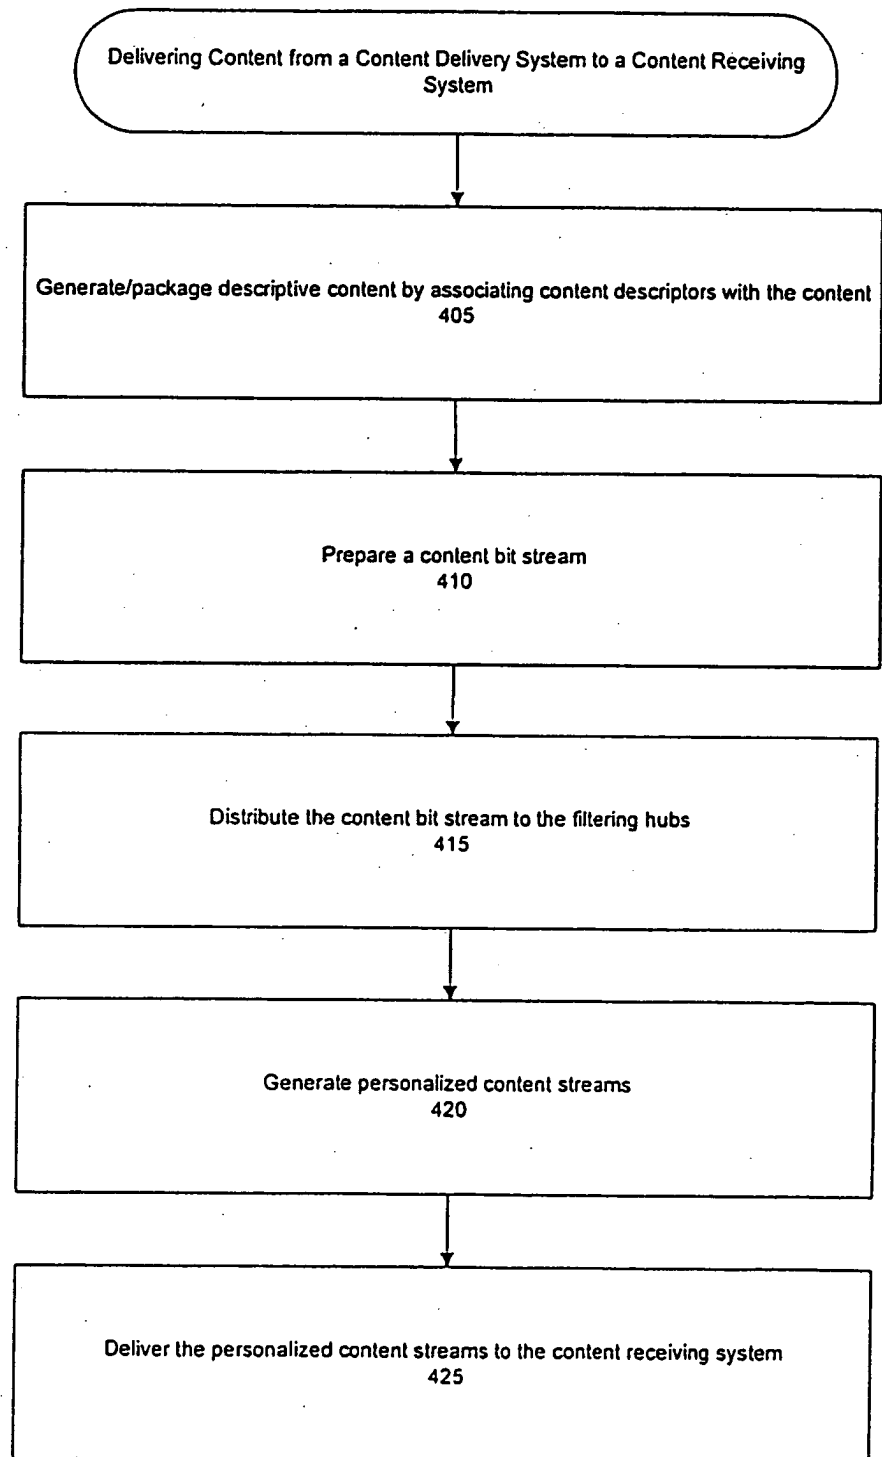 Delivering Content from a Content Delivery System to a Content Receiving
System
Generate/package descriptive content by associating content descriptors with the content
405
Prepare a content bit stream
410
Distribute the content bit stream to the filtering hubs
415
Generate personalized content streams
420
Deliver the personalized content streams to the content receiving system
425